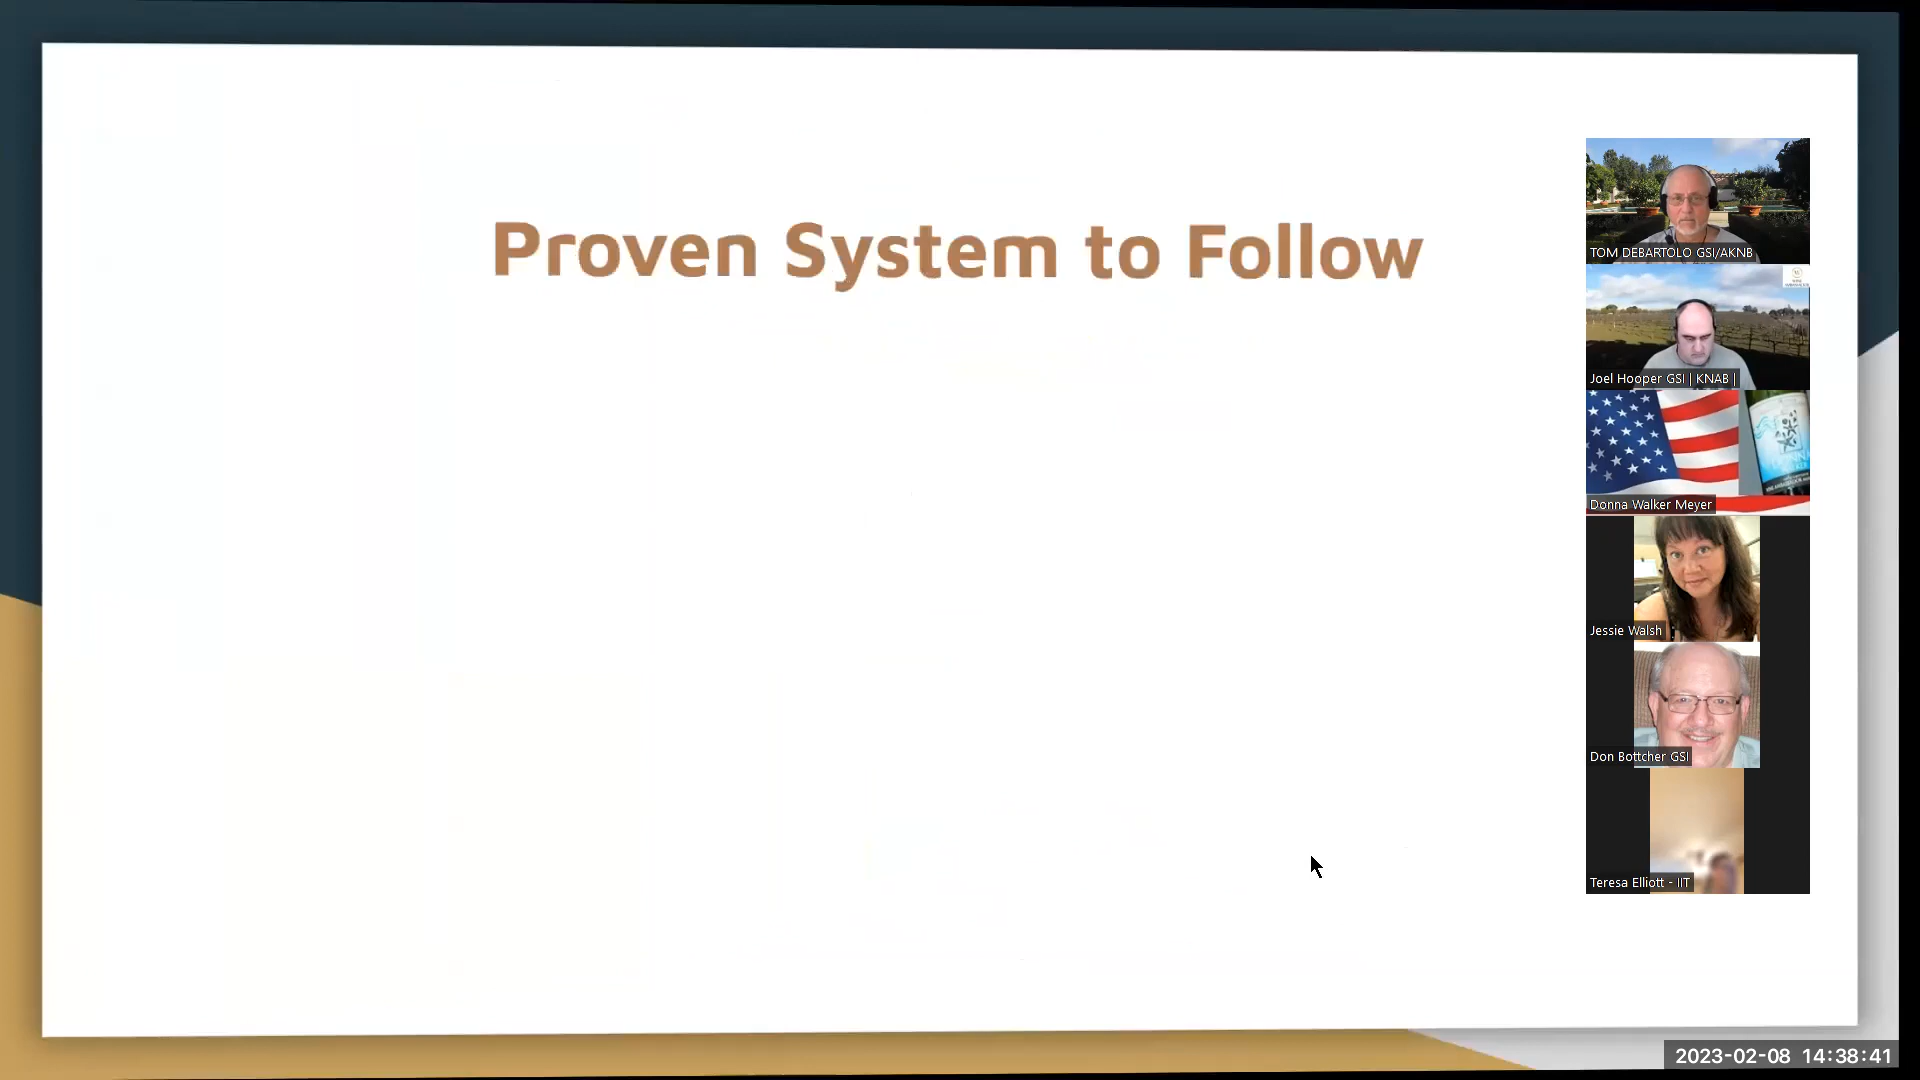 Proven System to Follow
TOM DEBARTOLO GSI/AKNB
Joel Hooper GSI | KNAB |
Donna Walker Meyer
Jessie Walsh
Don Bottcher GSI
Teresa Elliott - IIT
2023-02-08 14:38:41